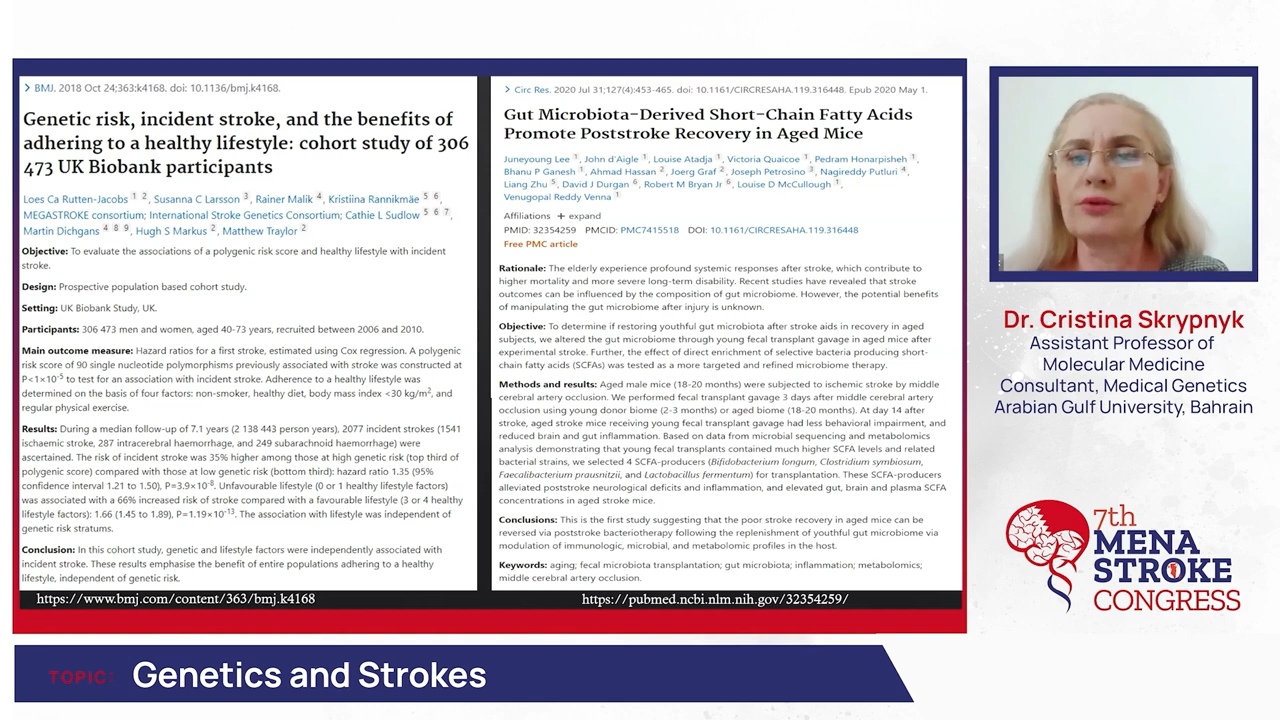 BMJ. 2018 Oct 24;363:k4168. doi: 10.1136/bmj.k4168.
Genetic risk, incident stroke, and the benefits of
adhering to a healthy lifestyle: cohort study of 306
473 UK Biobank participants
Loes Ca Rutten-Jacobs 1 2, Susanna C Larsson 3, Rainer Malik 4, Kristiina Rannikmäe 5 6,
MEGASTROKE consortium; International Stroke Genetics Consortium; Cathie L Sudlow 5 6 7,
Martin Dichgans 4 8 9, Hugh S Markus 2, Matthew Traylor 2
Objective: To evaluate the associations of a polygenic risk score and healthy lifestyle with incident
stroke.
Design: Prospective population based cohort study.
Setting: UK Biobank Study, UK.
Participants: 306 473 men and women, aged 40-73 years, recruited between 2006 and 2010.
Main outcome measure: Hazard ratios for a first stroke, estimated using Cox regression. A polygenic
risk score of 90 single nucleotide polymorphisms previously associated with stroke was constructed at
P<1×10-5 to test for an association with incident stroke. Adherence to a healthy lifestyle was
determined on the basis of four factors: non-smoker, healthy diet, body mass index <30 kg/m2, and
regular physical exercise.
Results: During a median follow-up of 7.1 years (2 138 443 person years), 2077 incident strokes (1541
ischaemic stroke, 287 intracerebral haemorrhage, and 249 subarachnoid haemorrhage) were
ascertained. The risk of incident stroke was 35% higher among those at high genetic risk (top third of
polygenic score) compared with those at low genetic risk (bottom third): hazard ratio 1.35 (95%
confidence interval 1.21 to 1.50), P=3.9×10-8. Unfavourable lifestyle (0 or 1 healthy lifestyle factors)
was associated with a 66% increased risk of stroke compared with a favourable lifestyle (3 or 4 healthy
lifestyle factors): 1.66 (1.45 to 1.89), P=1.19×10-13. The association with lifestyle was independent of
genetic risk stratums.
Conclusion: In this cohort study, genetic and lifestyle factors were independently associated with
incident stroke. These results emphasise the benefit of entire populations adhering to a healthy
lifestyle, independent of genetic risk.
https://www.bmj.com/content/363/bmj.k4168
Circ Res. 2020 Jul 31;127(4):453-465. doi: 10.1161/CIRCRESAHA.119.316448. Epub 2020 May 1.
Gut Microbiota-Derived Short-Chain Fatty Acids
Promote Poststroke Recovery in Aged Mice
Juneyoung Lee 1, John d'Aigle 1, Louise Atadja 1, Victoria Quaicoe 1, Pedram Honarpisheh 1,
Bhanu P Ganesh 1, Ahmad Hassan 2, Joerg Graf 2, Joseph Petrosino 3, Nagireddy Putluri 4,
Liang Zhu 5, David J Durgan 6, Robert M Bryan Jr 6, Louise D McCullough 1,
Venugopal Reddy Venna 1
Affiliations + expand
PMID: 32354259 PMCID: PMC7415518 DOI: 10.1161/CIRCRESAHA.119.316448
Free PMC article
Rationale: The elderly experience profound systemic responses after stroke, which contribute to
higher mortality and more severe long-term disability. Recent studies have revealed that stroke
outcomes can be influenced by the composition of gut microbiome. However, the potential benefits
of manipulating the gut microbiome after injury is unknown.
Objective: To determine if restoring youthful gut microbiota after stroke aids in recovery in aged
subjects, we altered the gut microbiome through young fecal transplant gavage in aged mice after
experimental stroke. Further, the effect of direct enrichment of selective bacteria producing short-
chain fatty acids (SCFAs) was tested as a more targeted and refined microbiome therapy.
Methods and results: Aged male mice (18-20 months) were subjected to ischemic stroke by middle
cerebral artery occlusion. We performed fecal transplant gavage 3 days after middle cerebral artery
occlusion using young donor biome (2-3 months) or aged biome (18-20 months). At day 14 after
stroke, aged stroke mice receiving young fecal transplant gavage had less behavioral impairment, and
reduced brain and gut inflammation. Based on data from microbial sequencing and metabolomics
analysis demonstrating that young fecal transplants contained much higher SCFA levels and related
bacterial strains, we selected 4 SCFA-producers (Bifidobacterium longum, Clostridium symbiosum,
Faecalibacterium prausnitzii, and Lactobacillus fermentum) for transplantation. These SCFA-producers
alleviated poststroke neurological deficits and inflammation, and elevated gut, brain and plasma SCFA
concentrations in aged stroke mice.
Conclusions: This is the first study suggesting that the poor stroke recovery in aged mice can be
reversed via poststroke bacteriotherapy following the replenishment of youthful gut microbiome via
modulation of immunologic, microbial, and metabolomic profiles in the host.
Keywords: aging; fecal microbiota transplantation; gut microbiota; inflammation; metabolomics;
middle cerebral artery occlusion.
https://pubmed.ncbi.nlm.nih.gov/32354259/
Dr. Cristina Skrypnyk
Assistant Professor of
Molecular Medicine
Consultant, Medical Genetics
Arabian Gulf University, Bahrain
7th
MENA
STROKE
CONGRESS
TOPIC: Genetics and Strokes